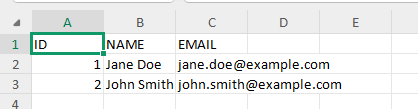 A B C D E
1 ID NAME EMAIL
2 1 Jane Doe jane.doe@example.com
3 2 John Smith john.smith@example.com
4